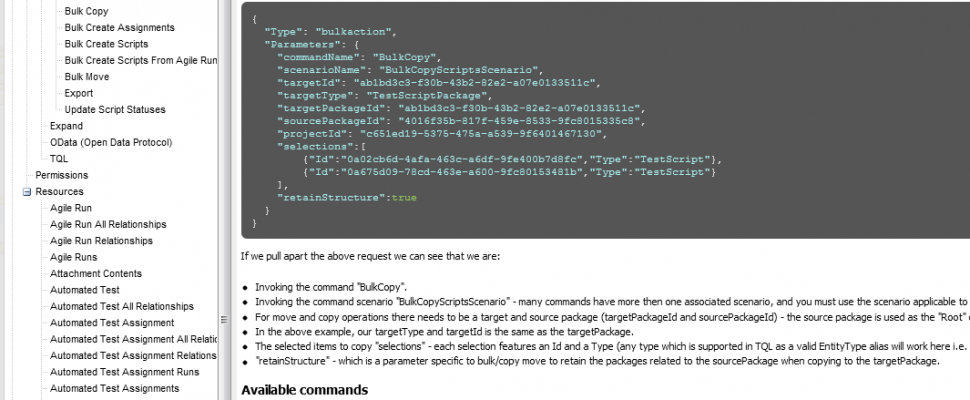 Bulk Copy
Bulk Create Assignments
Bulk Create Scripts
Bulk Create Scripts From Agile Run
Bulk Move
Export
Update Script Statuses
Expand
OData (Open Data Protocol)
TQL
Permissions
Resources
Agile Run
Agile Run All Relationships
Agile Run Relationships
Agile Runs
Attachment Contents
Automated Test
Automated Test All Relationships
Automated Test Assignment
Automated Test Assignment All Relatic
Automated Test Assignment Relations
Automated Test Assignment Runs
Automated Test Assignments
{
"Type": "bulkaction",
"Parameters": {
"commandName": "BulkCopy",
"scenarioName": "BulkCopyScriptsScenario",
"targetId": "ab1bd3c3-f30b-43b2-82e2-a07e0133511c",
"targetType": "TestScriptPackage",
"targetPackageId": "ab1bd3c3-f30b-43b2-82e2-a07e0133511c",
"sourcePackageId": "4016f35b-817f-459e-8533-9fc8015335c8",
"projectId": "c651ed19-5375-475a-a539-9f6401467130",
"selections":[
{"Id":"0a02cb6d-4afa-463c-a6df-9fe400b7d8fc","Type":"TestScript"},
{"Id":"0a675d09-78cd-463e-a600-9fc80153481b","Type":"TestScript"}
],
"retainStructure":true
}
}
If we pull apart the above request we can see that we are:
Invoking the command "BulkCopy".
Invoking the command scenario "BulkCopyScriptsScenario" - many commands have more then one associated scenario, and you must use the scenario applicable to
For move and copy operations there needs to be a target and source package (targetPackageId and sourcePackageId) - the source package is used as the "Root"
In the above example, our targetType and targetId is the same as the targetPackage.
The selected items to copy "selections" - each selection features an Id and a Type (any type which is supported in TQL as a valid EntityType alias will work here i.e.
"retainStructure" - which is a parameter specific to bulk/copy move to retain the packages related to the sourcePackage when copying to the targetPackage.
Available commands